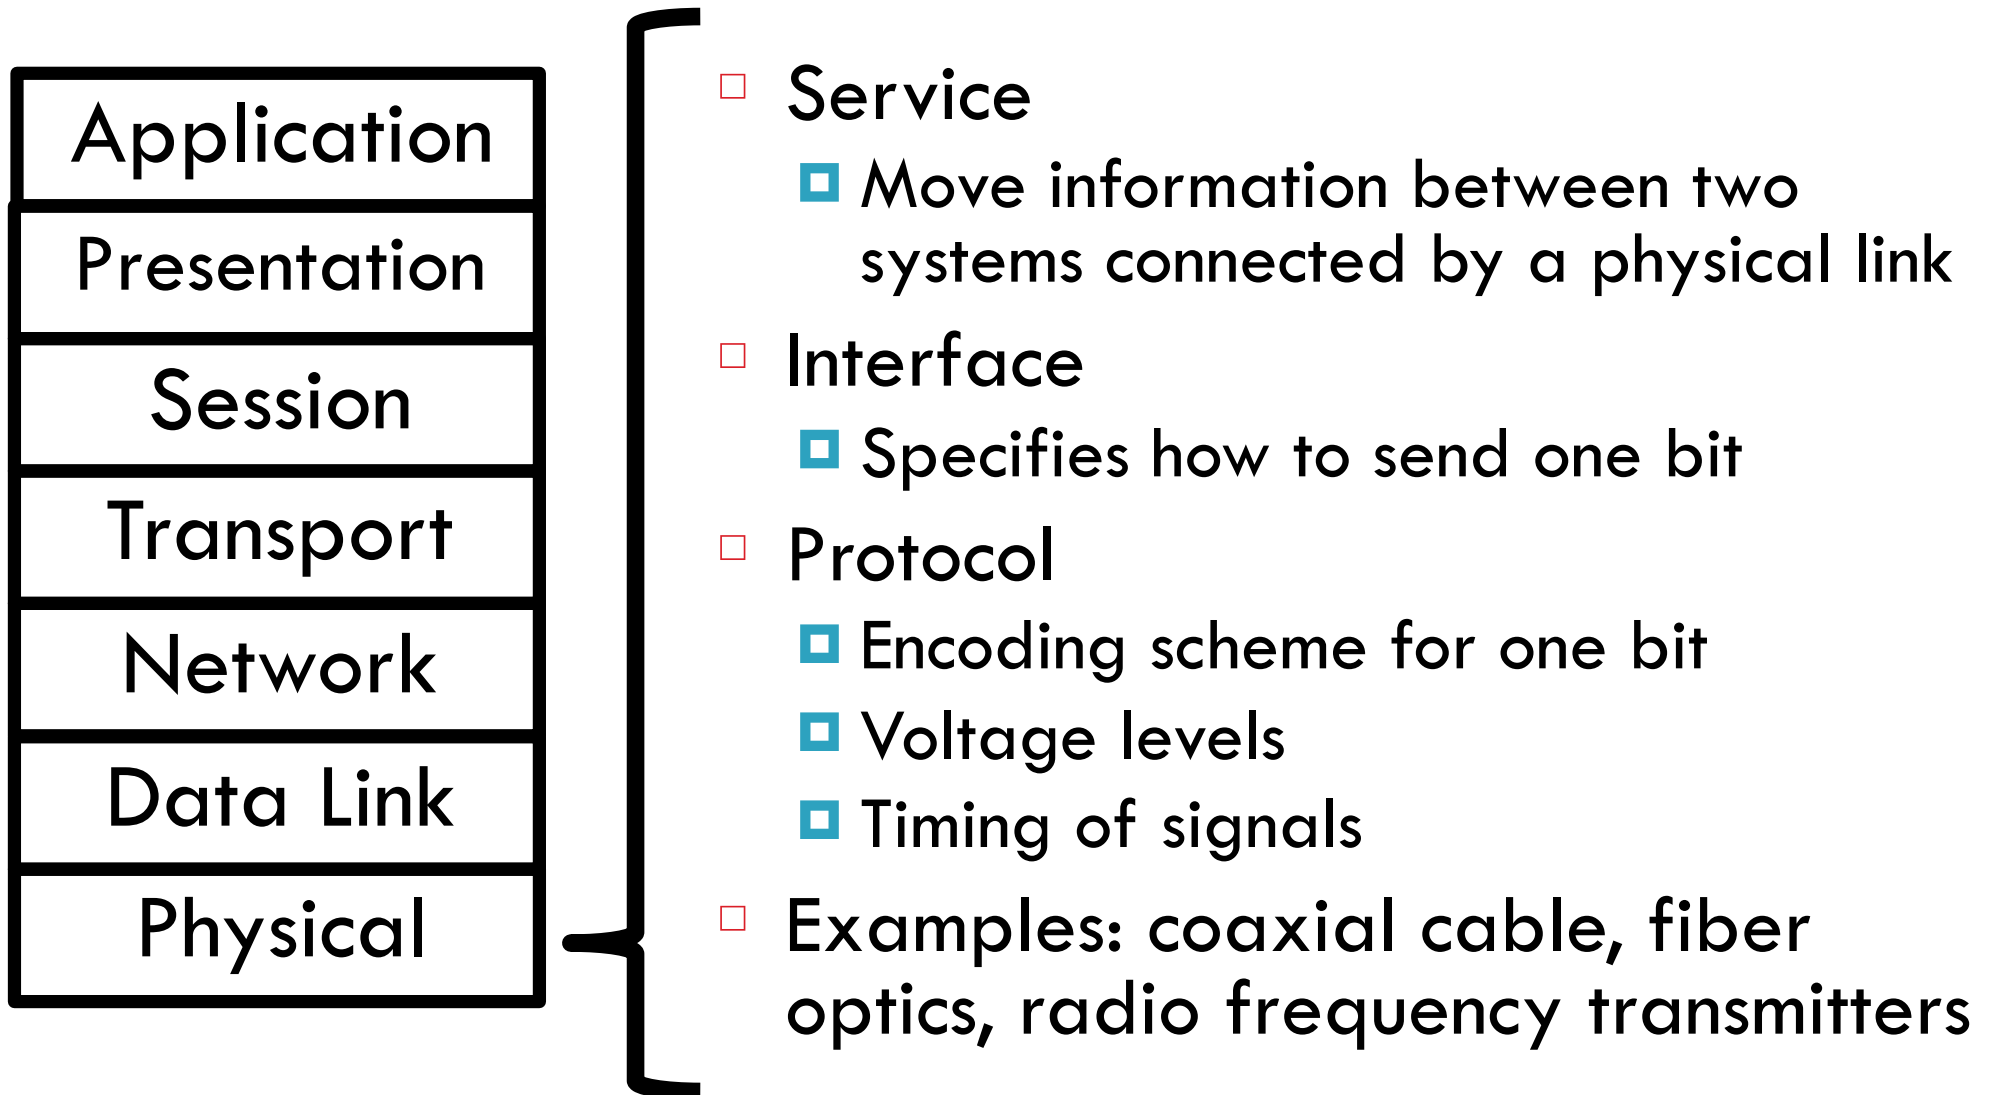 Application
Presentation
Session
Transport
Network
Data Link
Physical
Service
Move information between two
systems connected by a physical link
Interface
Specifies how to send one bit
Protocol
Encoding scheme for one bit
Voltage levels
Timing of signals
Examples: coaxial cable, fiber
optics, radio frequency transmitters